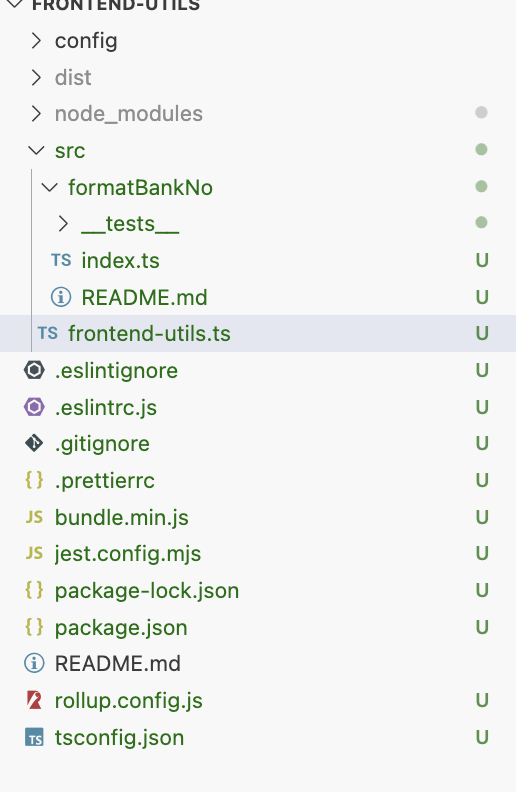 FRONTEND-UTILS
config
dist
node_modules
src
formatBankNo
__tests__
TS index.ts U
README.md U
TS frontend-utils.ts U
.eslintignore U
.eslintrc.js U
.gitignore U
{} .prettierrc U
JS bundle.min.js U
JS jest.config.mjs U
{} package-lock.json U
{} package.json U
README.md
rollup.config.js U
TS tsconfig.json U